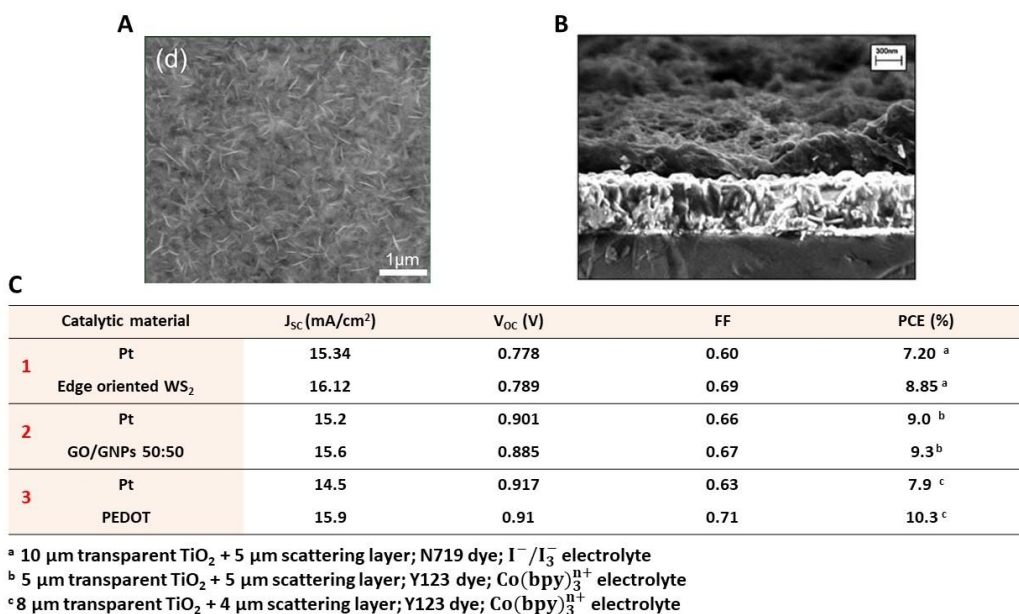 A
B
(d)
1μm
300nm
C
Catalytic material J_SC (mA/cm²) V_OC (V) FF PCE (%)
1
Pt 15.34 0.778 0.60 7.20 ᵃ
Edge oriented WS₂ 16.12 0.789 0.69 8.85 ᵃ
2
Pt 15.2 0.901 0.66 9.0 ᵇ
GO/GNPs 50:50 15.6 0.885 0.67 9.3 ᵇ
3
Pt 14.5 0.917 0.63 7.9 ᶜ
PEDOT 15.9 0.91 0.71 10.3 ᶜ
ᵃ 10 μm transparent TiO₂ + 5 μm scattering layer; N719 dye; I⁻/I₃⁻ electrolyte
ᵇ 5 μm transparent TiO₂ + 5 μm scattering layer; Y123 dye; Co(bpy)₃ⁿ⁺ electrolyte
ᶜ 8 μm transparent TiO₂ + 4 μm scattering layer; Y123 dye; Co(bpy)₃ⁿ⁺ electrolyte